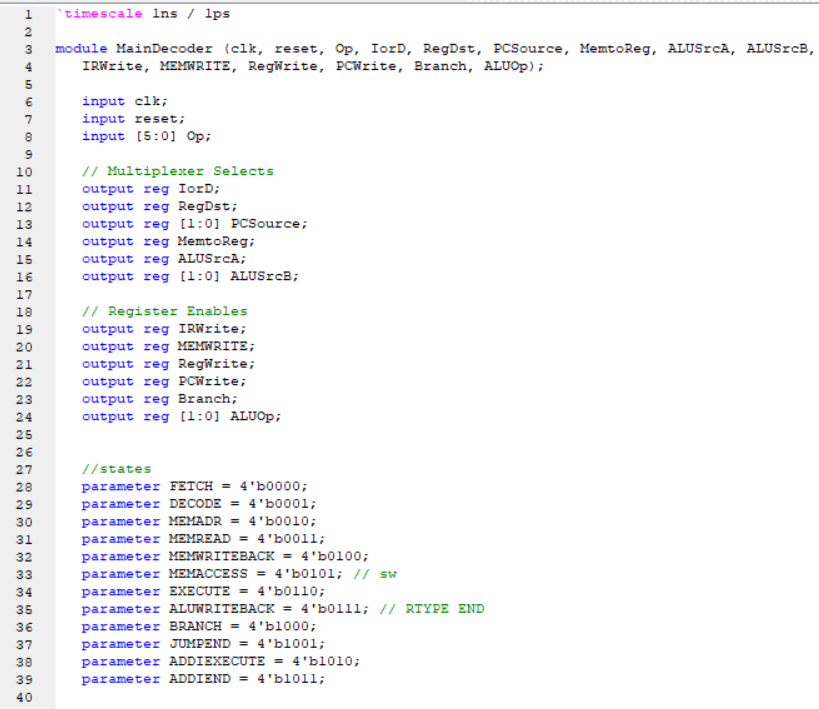 1 `timescale 1ns / 1ps
2
3 module MainDecoder (clk, reset, Op, IorD, RegDst, PCSource, MemtoReg, ALUSrcA, ALUSrcB,
4 IRWrite, MEMWRITE, RegWrite, PCWrite, Branch, ALUOp);
5
6 input clk;
7 input reset;
8 input [5:0] Op;
9
10 // Multiplexer Selects
11 output reg IorD;
12 output reg RegDst;
13 output reg [1:0] PCSource;
14 output reg MemtoReg;
15 output reg ALUSrcA;
16 output reg [1:0] ALUSrcB;
17
18 // Register Enables
19 output reg IRWrite;
20 output reg MEMWRITE;
21 output reg RegWrite;
22 output reg PCWrite;
23 output reg Branch;
24 output reg [1:0] ALUOp;
25
26
27 //states
28 parameter FETCH = 4'b0000;
29 parameter DECODE = 4'b0001;
30 parameter MEMADR = 4'b0010;
31 parameter MEMREAD = 4'b0011;
32 parameter MEMWRITEBACK = 4'b0100;
33 parameter MEMACCESS = 4'b0101; // sw
34 parameter EXECUTE = 4'b0110;
35 parameter ALUWRITEBACK = 4'b0111; // RTYPE END
36 parameter BRANCH = 4'b1000;
37 parameter JUMPEND = 4'b1001;
38 parameter ADDIEXECUTE = 4'b1010;
39 parameter ADDIEND = 4'b1011;
40